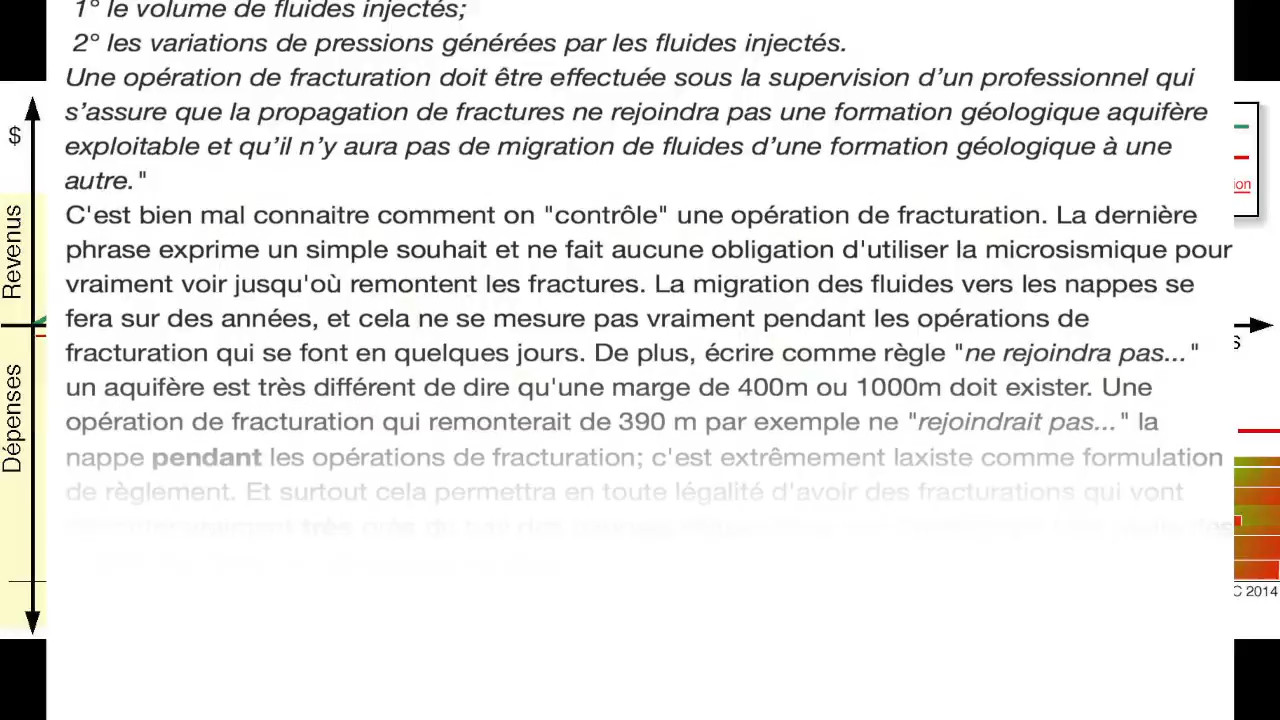 1° le volume de fluides injectés;
2° les variations de pressions générées par les fluides injectés.
Une opération de fracturation doit être effectuée sous la supervision d’un professionnel qui
s’assure que la propagation de fractures ne rejoindra pas une formation géologique aquifère
exploitable et qu’il n’y aura pas de migration de fluides d’une formation géologique à une
autre."
C'est bien mal connaitre comment on "contrôle" une opération de fracturation. La dernière
phrase exprime un simple souhait et ne fait aucune obligation d'utiliser la microsismique pour
vraiment voir jusqu'où remontent les fractures. La migration des fluides vers les nappes se
fera sur des années, et cela ne se mesure pas vraiment pendant les opérations de
fracturation qui se font en quelques jours. De plus, écrire comme règle "ne rejoindra pas..."
un aquifère est très différent de dire qu'une marge de 400m ou 1000m doit exister. Une
opération de fracturation qui remonterait de 390 m par exemple ne "rejoindrait pas..." la
nappe pendant les opérations de fracturation; c'est extrêmement laxiste comme formulation
de règlement. Et surtout cela permettra en toute légalité d'avoir des fracturations qui vont
$
Revenus
Dépenses
ion
s
C 2014